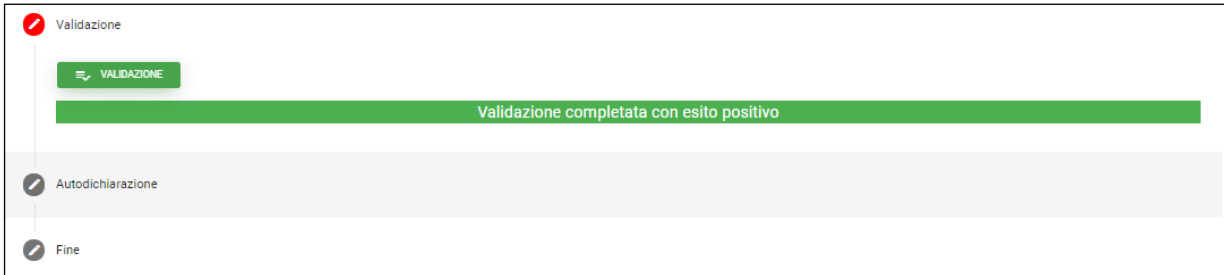 Validazione
VALIDAZIONE
Validazione completata con esito positivo
Autodichiarazione
Fine